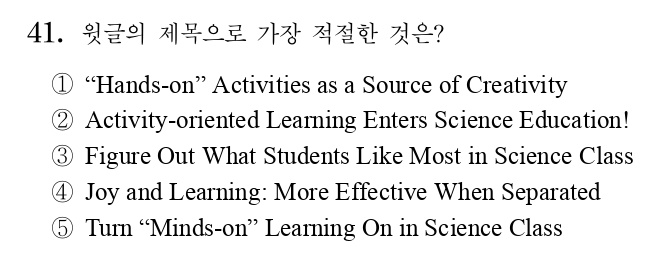 41. 윗글의 제목으로 가장 적절한 것은?
① “Hands-on” Activities as a Source of Creativity
② Activity-oriented Learning Enters Science Education!
③ Figure Out What Students Like Most in Science Class
④ Joy and Learning: More Effective When Separated
⑤ Turn “Minds-on” Learning On in Science Class